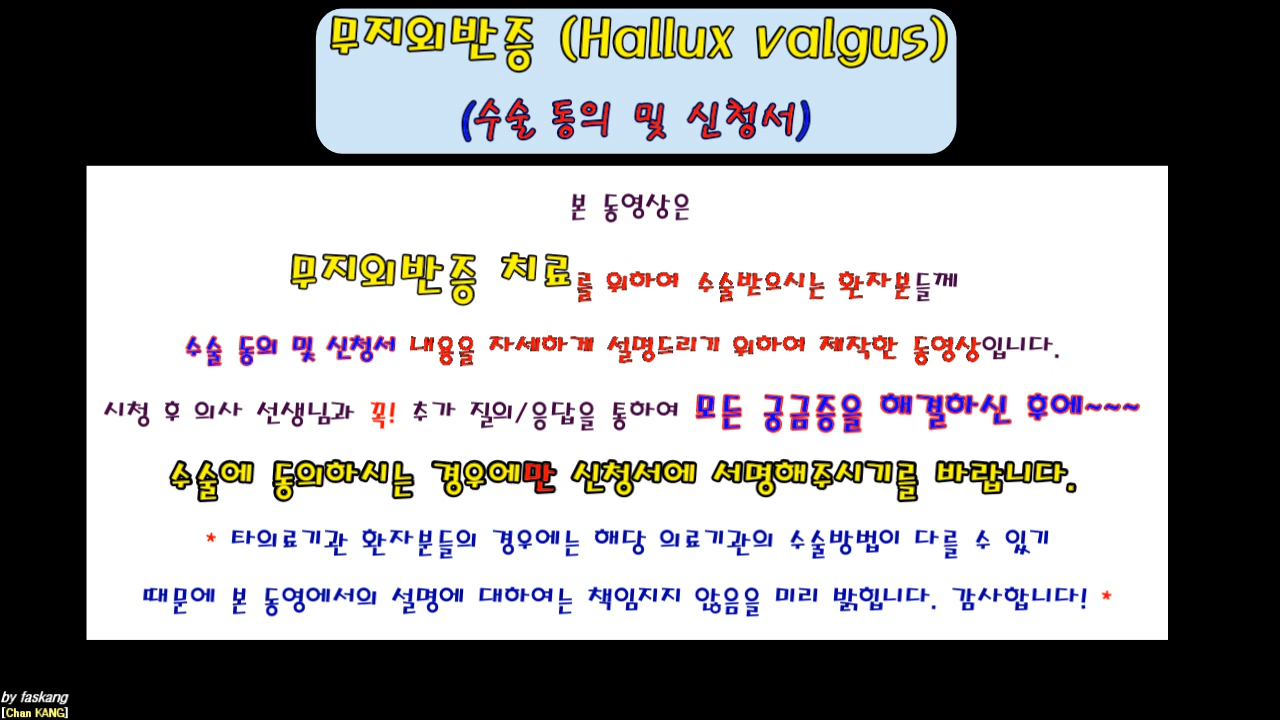 무지외반증 (Hallux valgus)
(수술 동의 및 신청서)
본 동영상은
무지외반증 치료를 위하여 수술받으시는 환자분들께
수술 동의 및 신청서 내용을 자세하게 설명드리기 위하여 제작한 동영상입니다.
시청 후 의사 선생님과 꼭! 추가 질의/응답을 통하여 모든 궁금증을 해결하신 후에~~~
수술에 동의하시는 경우에만 신청서에 서명해주시기를 바랍니다.
* 타의료기관 환자분들의 경우에는 해당 의료기관의 수술방법이 다를 수 있기
때문에 본 동영에서의 설명에 대하여는 책임지지 않음을 미리 밝힙니다. 감사합니다! *
by faskang
[Chan KANG]